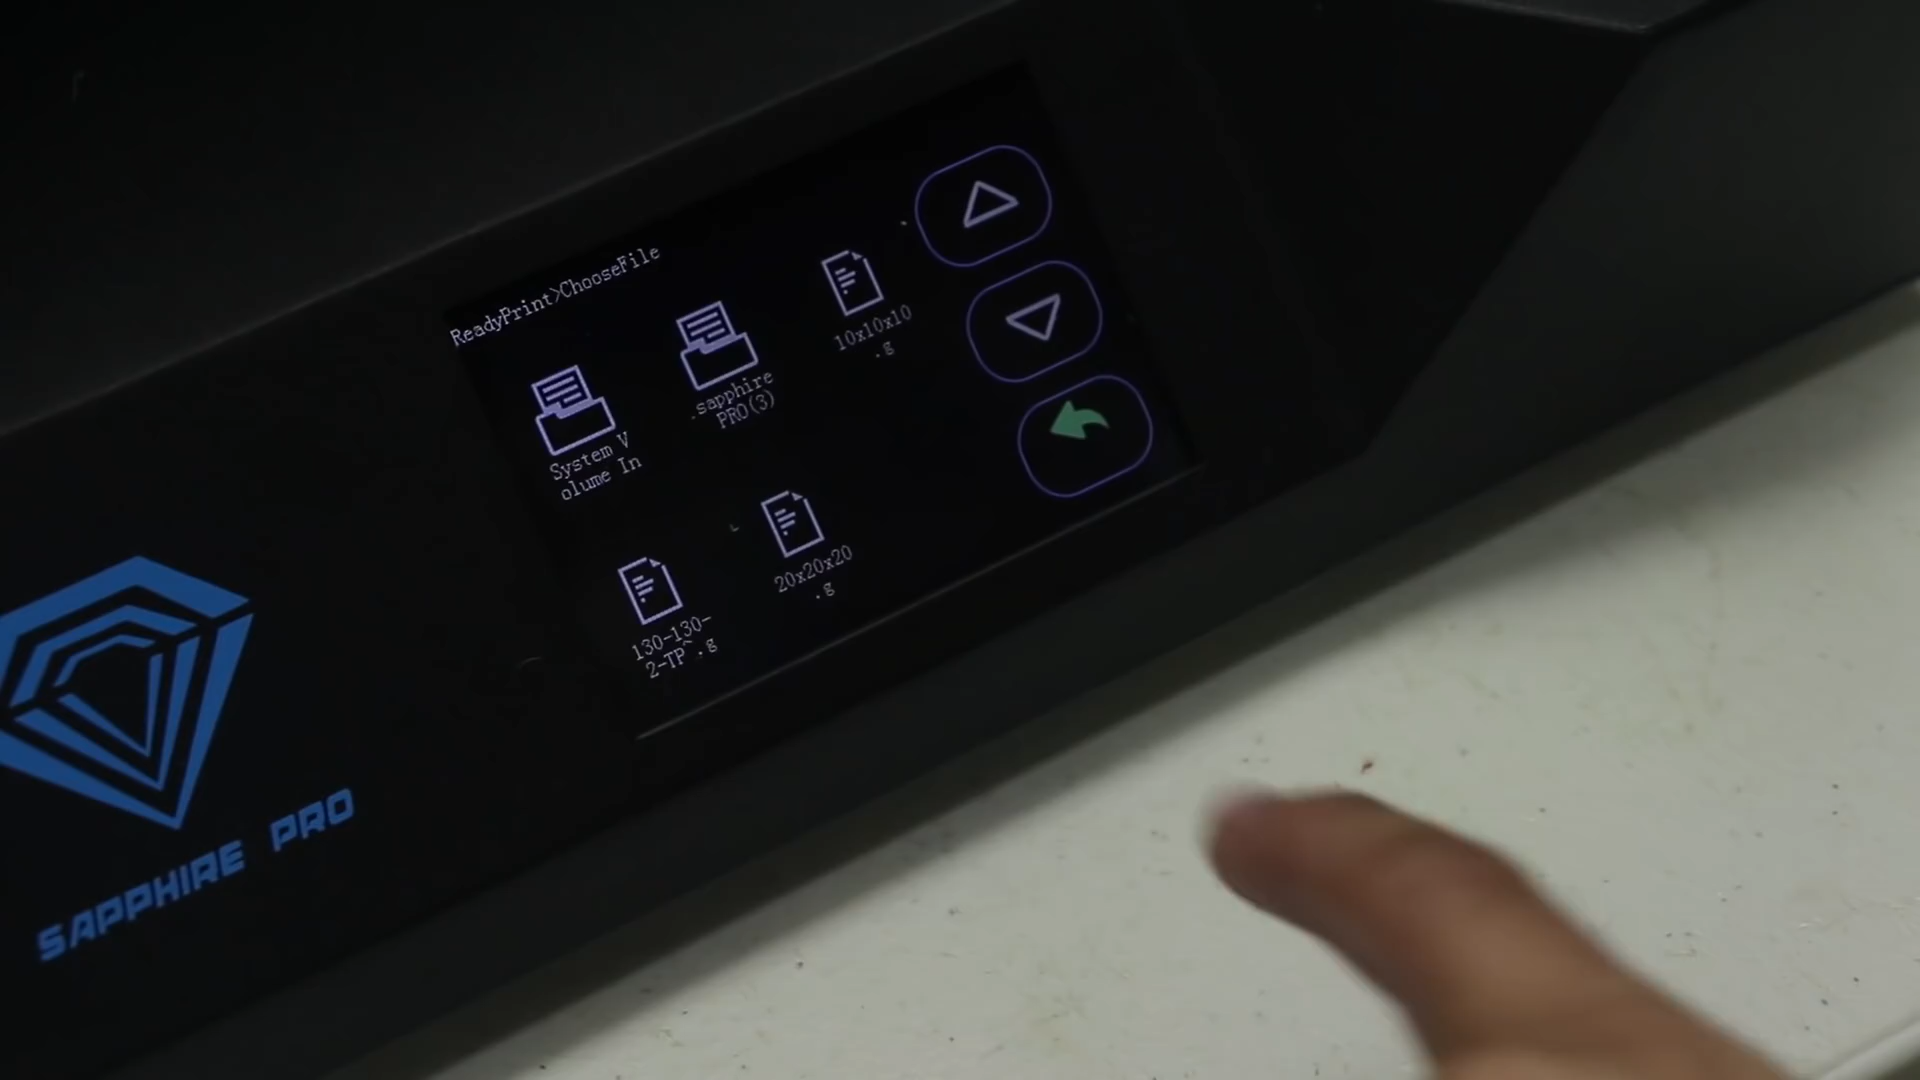 ReadyPrint>ChooseFile
System V
olume In
.sapphire
PRO(3)
10x10x10
.g
130-130-
2-TP~.g
20x20x20
.g
SAPPHIRE PRO